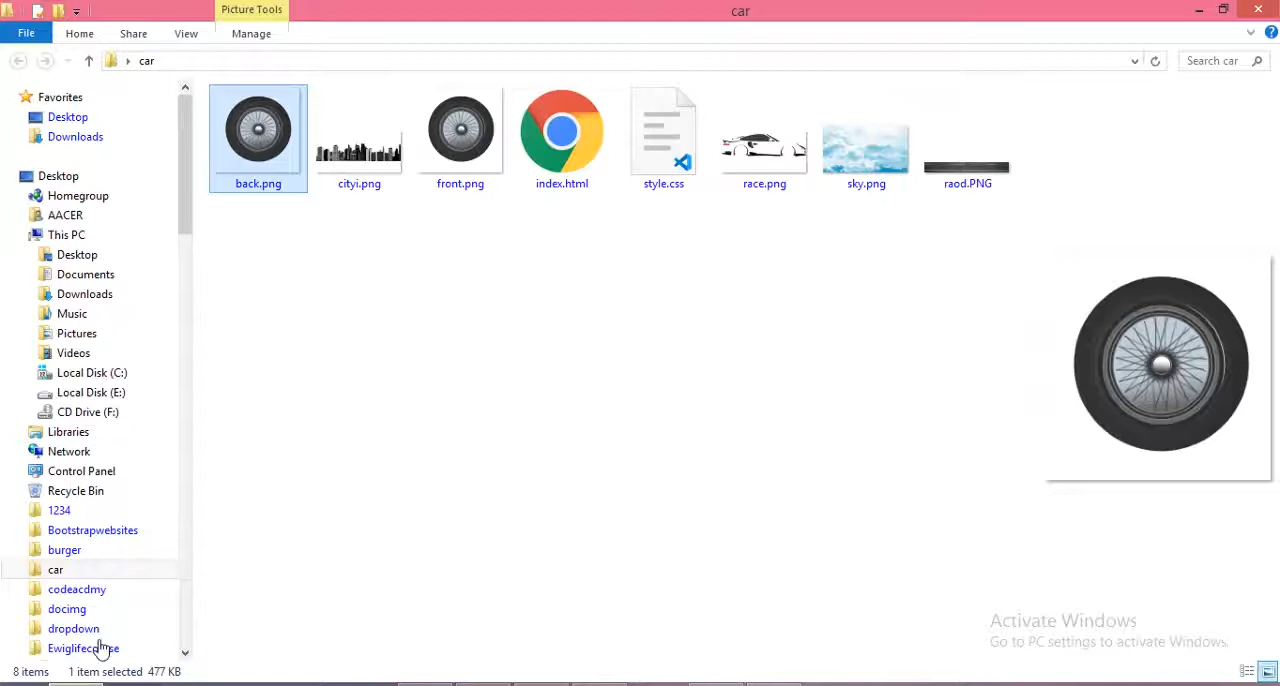 Picture Tools
car
File
Home
Share
View
Manage
car
Search car
Favorites
Desktop
Downloads
Desktop
Homegroup
AACER
This PC
Desktop
Documents
Downloads
Music
Pictures
Videos
Local Disk (C:)
Local Disk (E:)
CD Drive (F:)
Libraries
Network
Control Panel
Recycle Bin
1234
Bootstrapwebsites
burger
car
codeacdmy
docimg
dropdown
back.png
cityi.png
front.png
index.html
style.css
race.png
sky.png
raod.PNG
Activate Windows
Go to PC settings to activate Windows.
8 items
1 item selected 477 KB